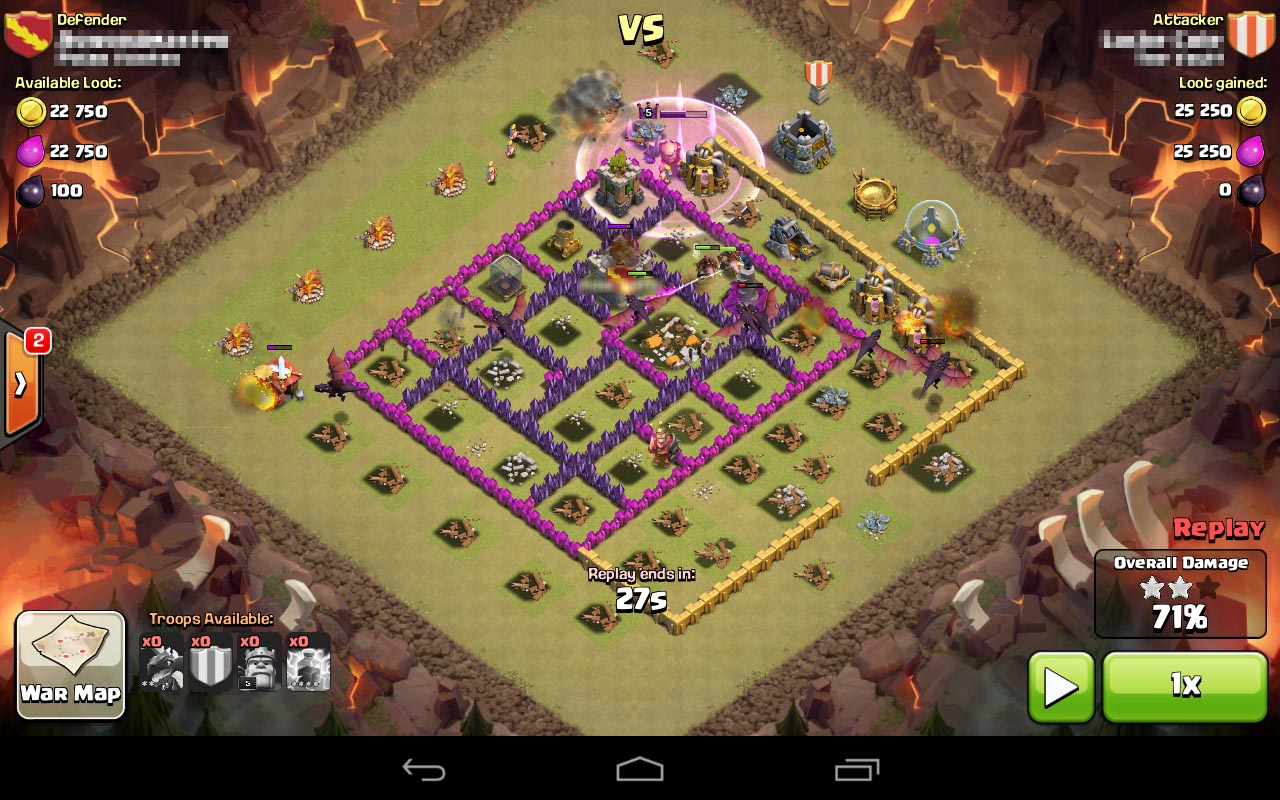 Defender
VS
Attacker
Available Loot:
22 750
22 750
100
Loot gained:
25 250
25 250
0
5
2
Replay
Overall Damage
71%
Replay ends in:
27s
Troops Available:
x0 x0 x0 x0
5
War Map
1x